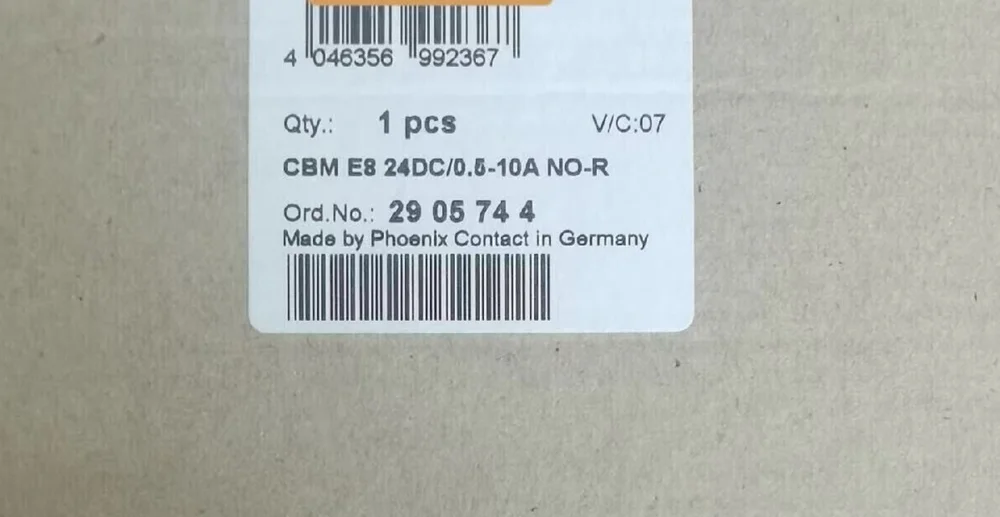 4 046356 992367
Qty.: 1 pcs V/C:07
CBM E8 24DC/0.5-10A NO-R
Ord.No.: 29 05 74 4
Made by Phoenix Contact in Germany